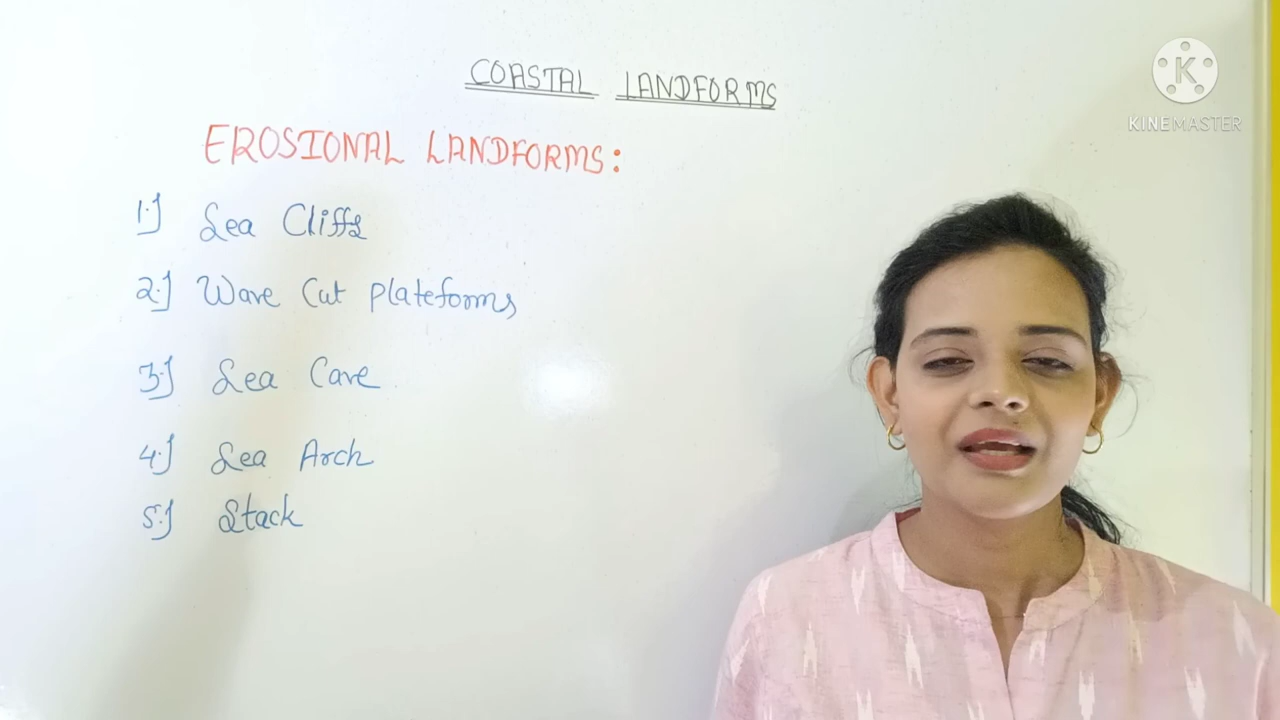 COASTAL LANDFORMS
KINEMASTER
EROSIONAL LANDFORMS:
1.] Sea Cliffs
2.] Wave Cut Plateforms
3.] Sea Cave
4.] Sea Arch
5.] Stack